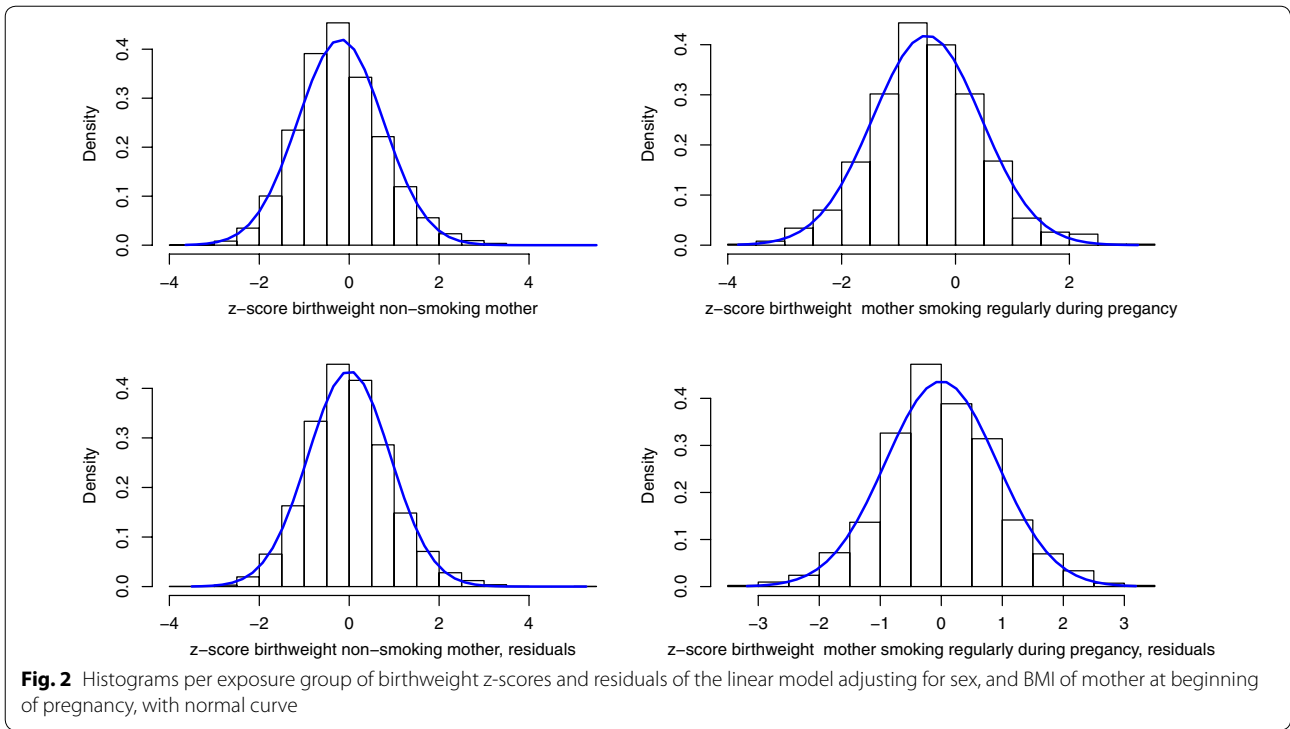 Density
0.0 0.1 0.2 0.3 0.4
−4 −2 0 2 4
z−score birthweight non−smoking mother
Density
0.0 0.1 0.2 0.3 0.4
−4 −2 0 2
z−score birthweight mother smoking regularly during pregancy
Density
0.0 0.1 0.2 0.3 0.4
−4 −2 0 2 4
z−score birthweight non−smoking mother, residuals
Density
0.0 0.1 0.2 0.3 0.4
−3 −2 −1 0 1 2 3
z−score birthweight mother smoking regularly during pregancy, residuals
Fig. 2 Histograms per exposure group of birthweight z-scores and residuals of the linear model adjusting for sex, and BMI of mother at beginning
of pregnancy, with normal curve